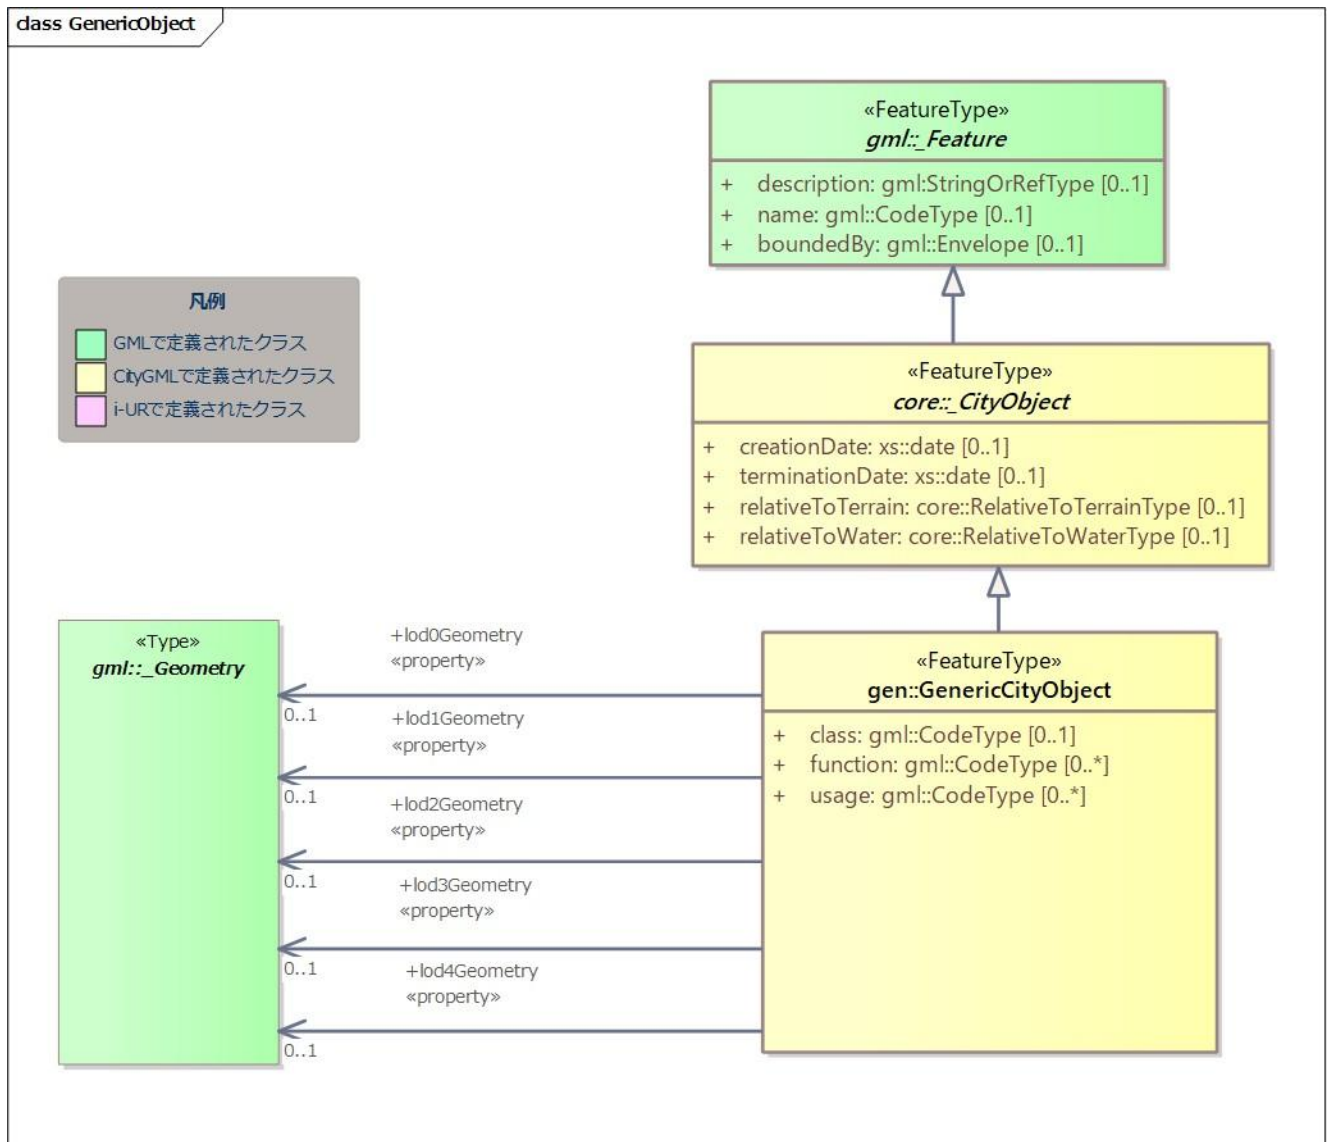 class GenericObject
«FeatureType»
gml::_Feature
+ description: gml:StringOrRefType [0..1]
+ name: gml::CodeType [0..1]
+ boundedBy: gml::Envelope [0..1]
凡例
GMLで定義されたクラス
CityGMLで定義されたクラス
i-URで定義されたクラス
«FeatureType»
core::_CityObject
+ creationDate: xs::date [0..1]
+ terminationDate: xs::date [0..1]
+ relativeToTerrain: core::RelativeToTerrainType [0..1]
+ relativeToWater: core::RelativeToWaterType [0..1]
«Type»
gml::_Geometry
+lod0Geometry
«property»
0..1
+lod1Geometry
«property»
0..1
+lod2Geometry
«property»
0..1
+lod3Geometry
«property»
0..1
+lod4Geometry
«property»
0..1
«FeatureType»
gen::GenericCityObject
+ class: gml::CodeType [0..1]
+ function: gml::CodeType [0..*]
+ usage: gml::CodeType [0..*]